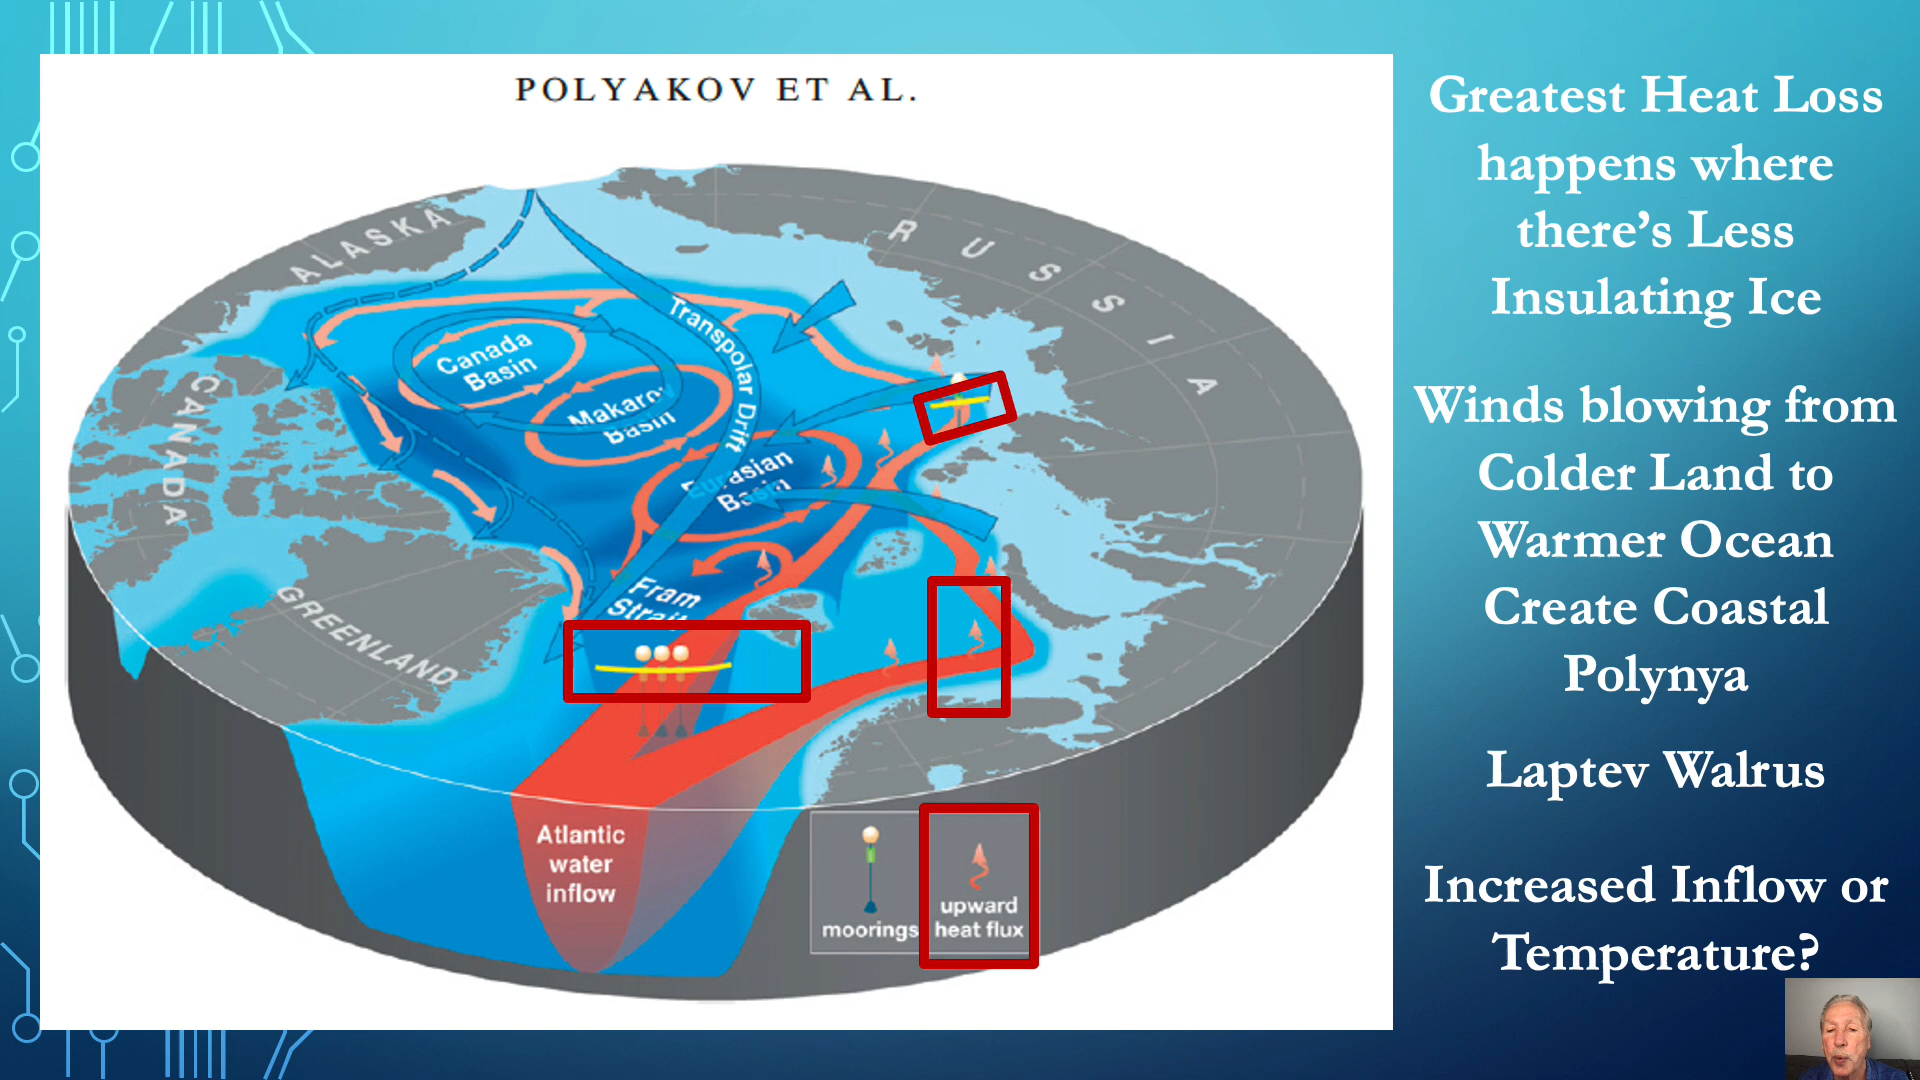 POLYAKOV ET AL.
ALASKA
RUSSIA
CANADA
GREENLAND
Transpolar Drift
Canada
Basin
Makarov
Basin
Eurasian
Basin
Fram
Strait
Atlantic
water
inflow
moorings
upward
heat flux
Greatest Heat Loss
happens where
there's Less
Insulating Ice
Winds blowing from
Colder Land to
Warmer Ocean
Create Coastal
Polynya
Laptev Walrus
Increased Inflow or
Temperature?